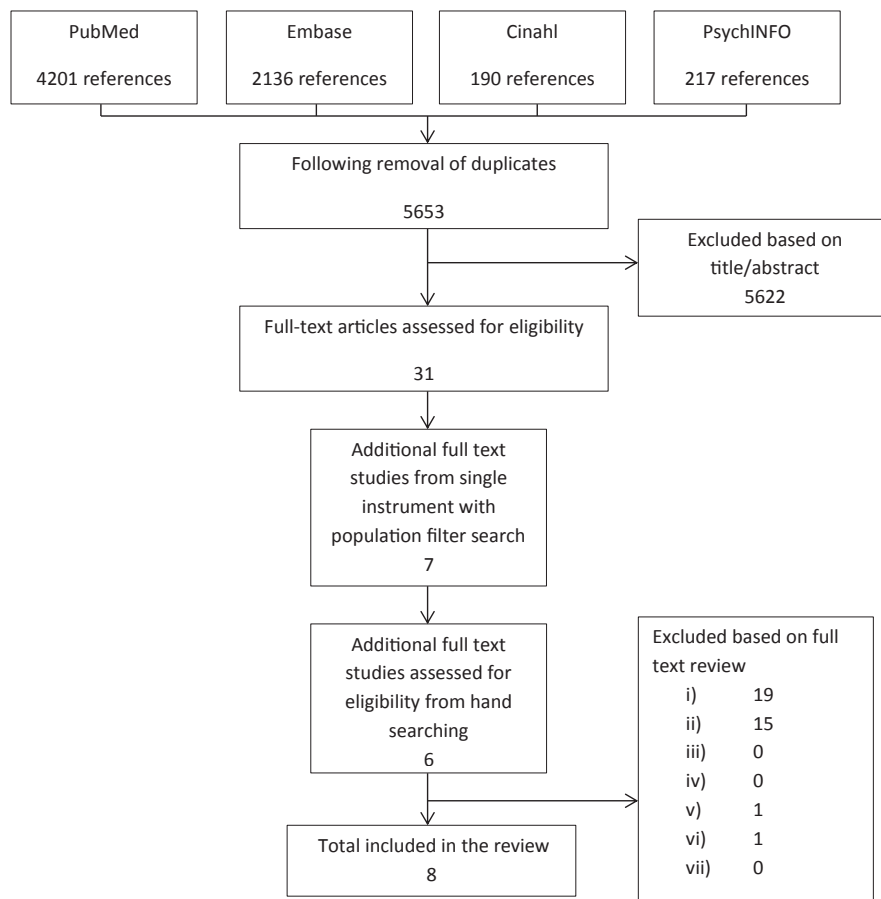 PubMed
4201 references
Embase
2136 references
Cinahl
190 references
PsychINFO
217 references
Following removal of duplicates
5653
Excluded based on
title/abstract
5622
Full-text articles assessed for eligibility
31
Additional full text
studies from single
instrument with
population filter search
7
Additional full text
studies assessed for
eligibility from hand
searching
6
Excluded based on full
text review
i) 19
ii) 15
iii) 0
iv) 0
v) 1
vi) 1
vii) 0
Total included in the review
8